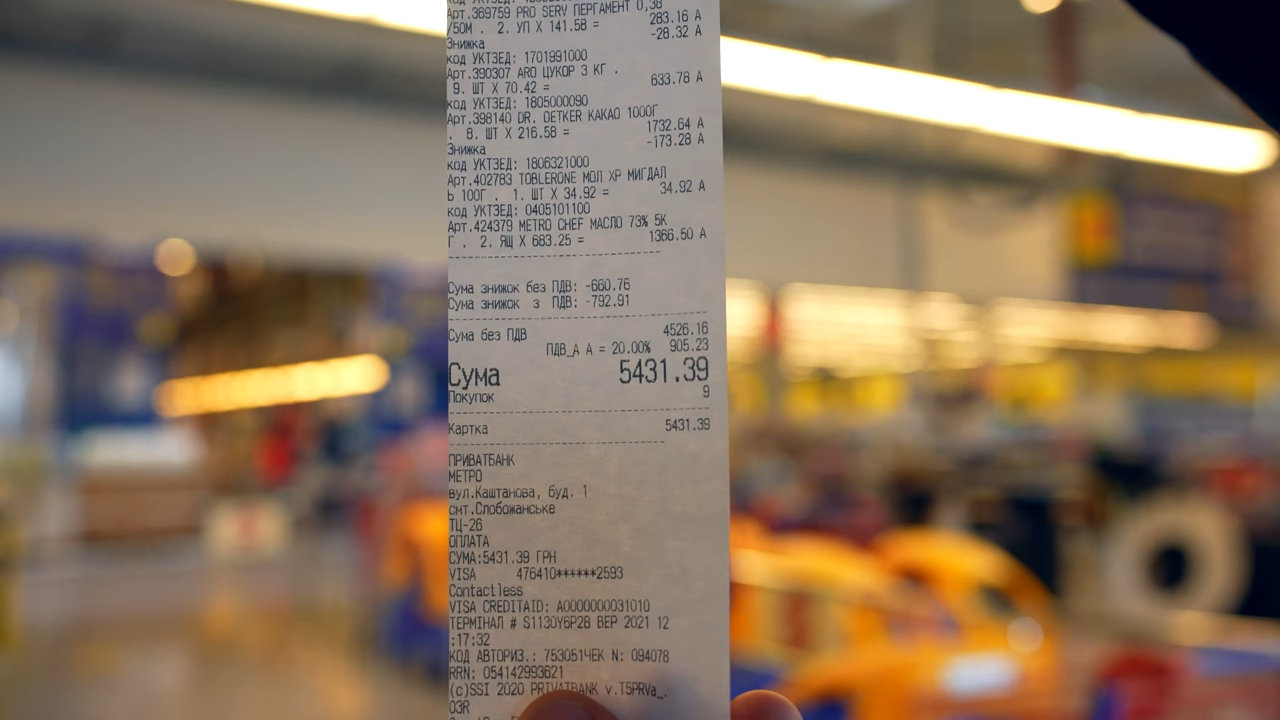 Арт.369759 PRO SERV ПЕРГАМЕНТ 0,38
/50М . 2. УП X 141.58 = 283.16 А
Знижка -28.32 А
код УКТЗЕД: 1701991000
Арт.390307 ARO ЦУКОР 3 КГ .
9. ШТ X 70.42 = 633.78 А
код УКТЗЕД: 1805000090
Арт.398140 DR. OETKER КАКАО 1000Г
. 8. ШТ X 216.58 = 1732.64 А
Знижка -173.28 А
код УКТЗЕД: 1806321000
Арт.402783 TOBLERONE МОЛ ХР МИГДАЛ
Ь 100Г . 1. ШТ X 34.92 = 34.92 А
код УКТЗЕД: 0405101100
Арт.424379 METRO CHEF МАСЛО 73% 5К
Г . 2. ЯЩ X 683.25 = 1366.50 А
Сума знижок без ПДВ: -660.76
Сума знижок з ПДВ: -792.91
Сума без ПДВ 4526.16
ПДВ_А А = 20.00% 905.23
Сума 5431.39
Покупок 9
Картка 5431.39
ПРИВАТБАНК
МЕТРО
вул.Каштанова, буд. 1
смт.Слобожанське
ТЦ-26
ОПЛАТА
СУМА:5431.39 ГРН
VISA 476410******2593
Contactless
VISA CREDITAID: A0000000031010
ТЕРМІНАЛ # S1130Y6P28 ВЕР 2021 12
:17:32
КОД АВТОРИЗ.: 753051ЧЕК N: 094078
RRN: 054142993621
(c)SSI 2020 PRIVATBANK v.T5PRVa_.
03R